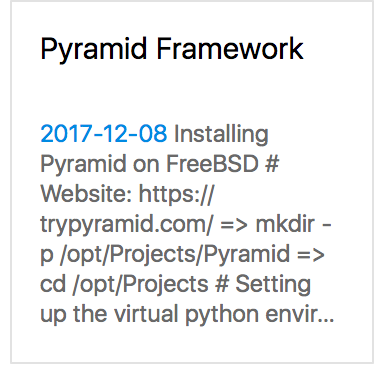 Pyramid Framework
2017-12-08 Installing
Pyramid on FreeBSD #
Website: https://
trypyramid.com/ => mkdir -
p /opt/Projects/Pyramid =>
cd /opt/Projects # Setting
up the virtual python envir...